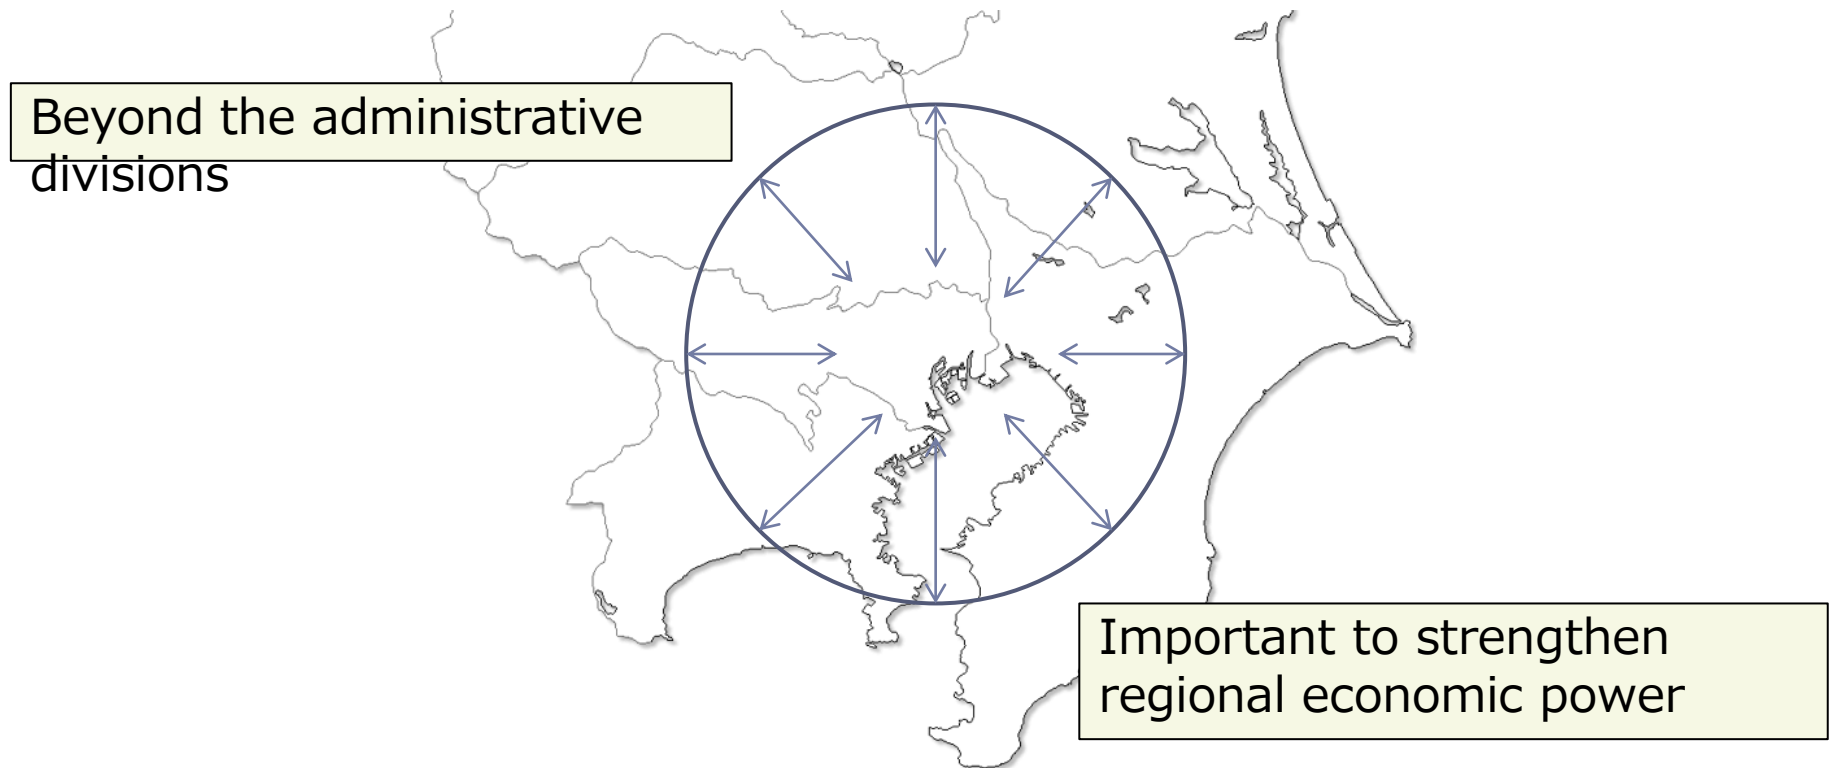 Beyond the administrative
divisions
Important to strengthen
regional economic power